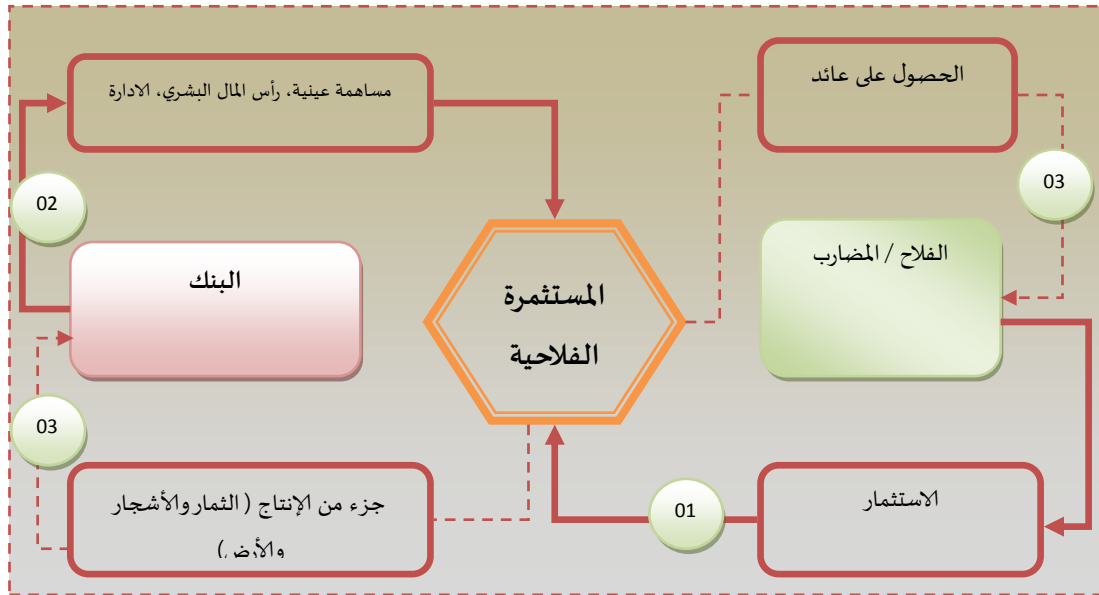 الحصول على عائد
مساهمة عينية، رأس المال البشري، الادارة
03
02
الفلاح / المضارب
البنك
المستثمرة
الفلاحية
03
جزء من الإنتاج ( الثمار والأشجار
والأرض)
الاستثمار
01